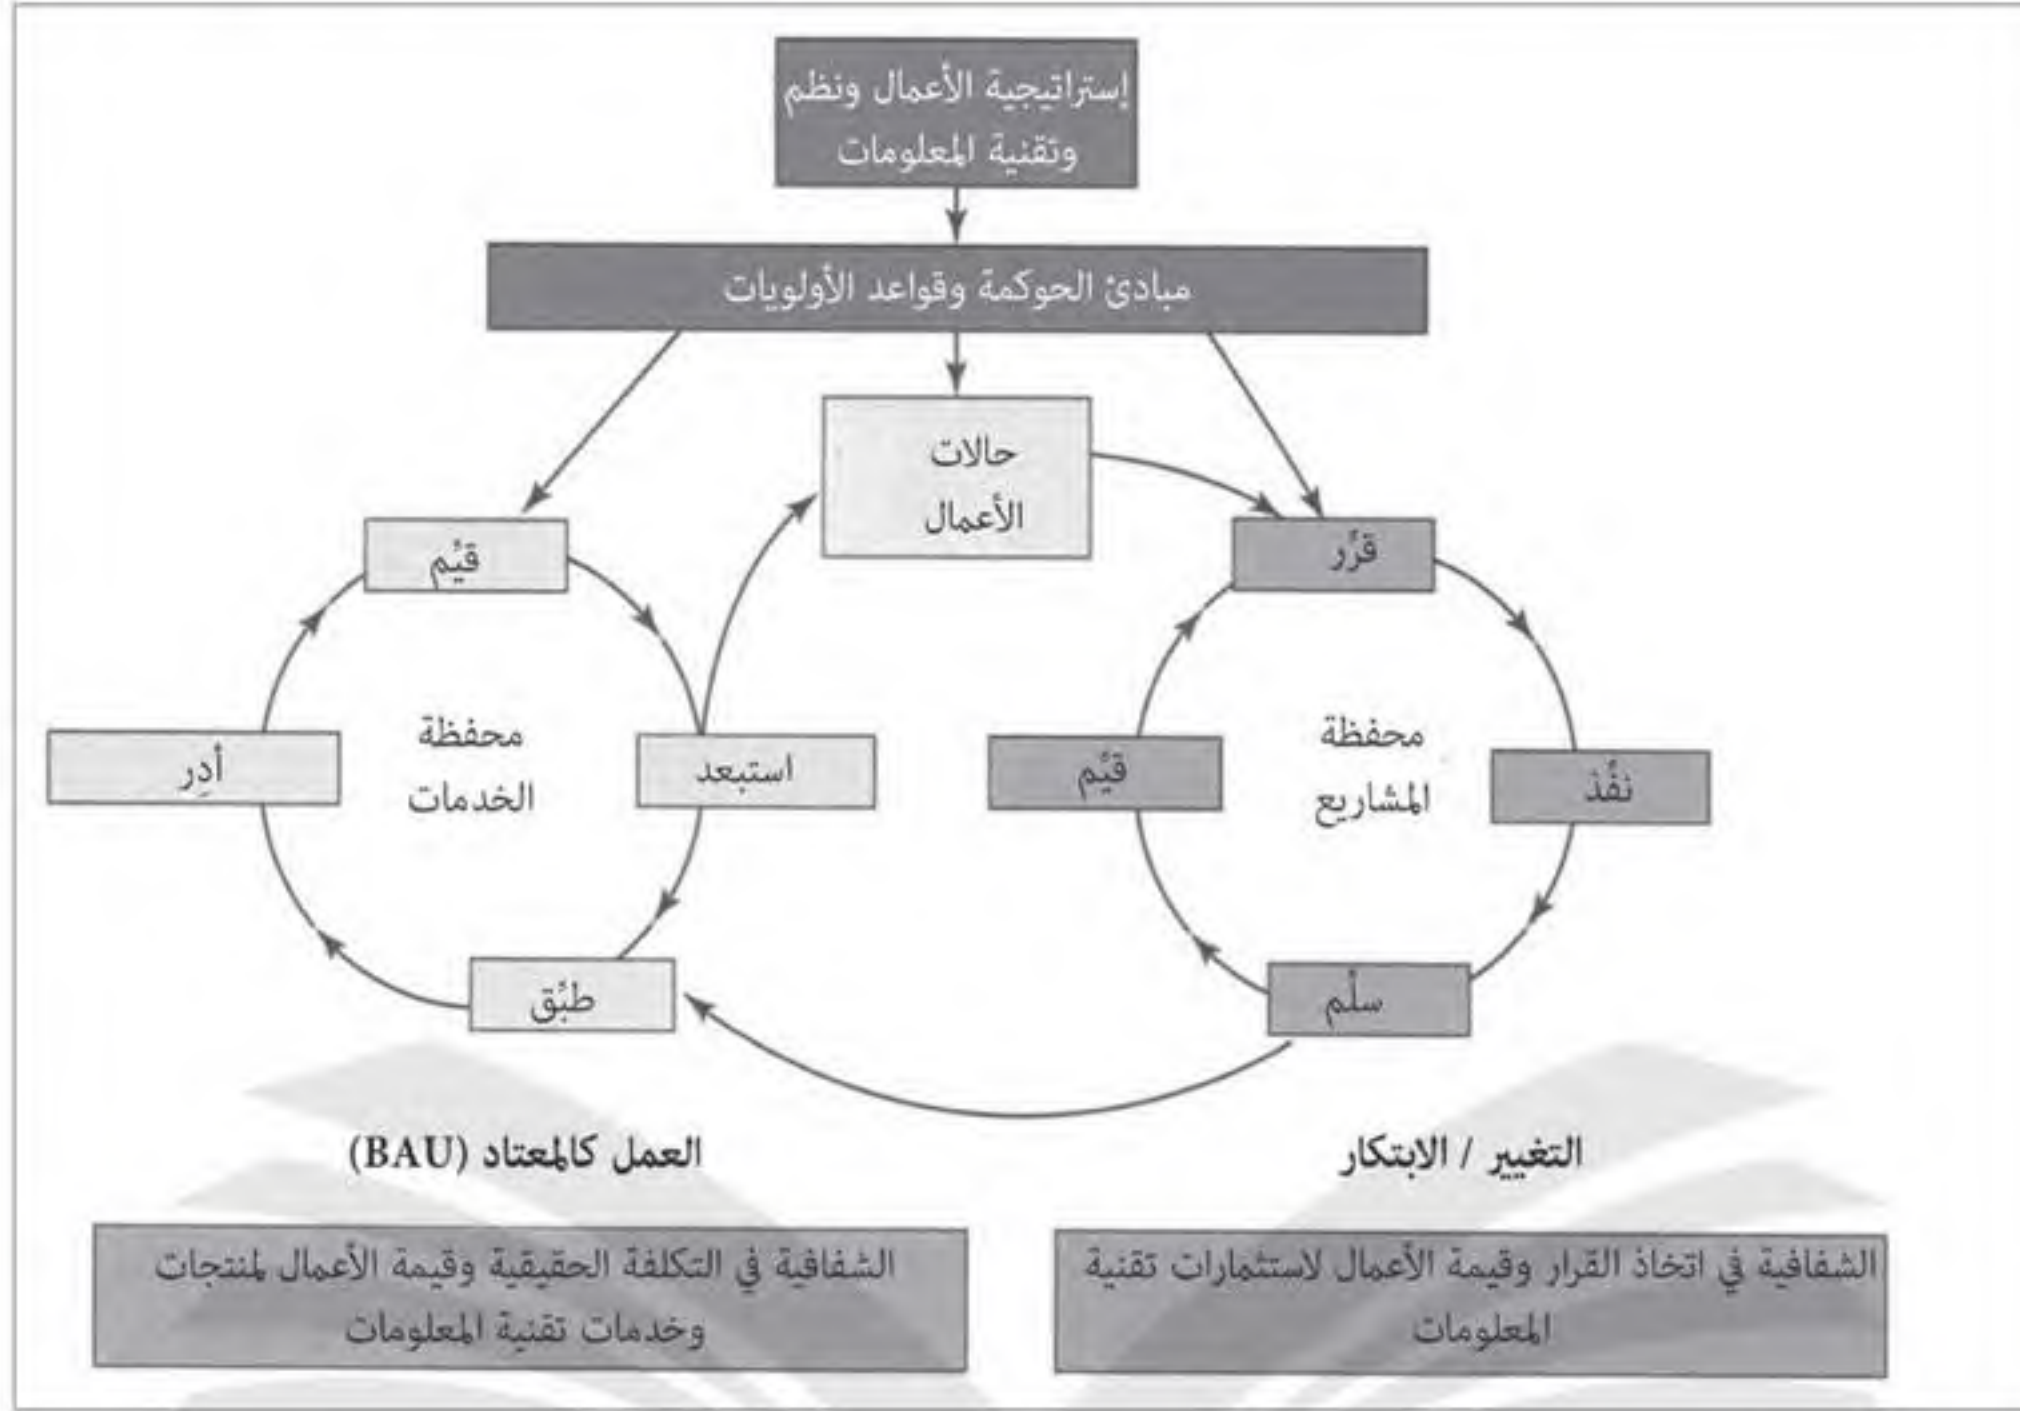 إستراتيجية الأعمال ونظم
وتقنية المعلومات
مبادئ الحوكمة وقواعد الأولويات
حالات
الأعمال
قيِّم
قرِّر
محفظة
الخدمات
محفظة
المشاريع
أدِر
استبعد
قيِّم
نفِّذ
طبِّق
سلِّم
التغيير / الابتكار
العمل كالمعتاد (BAU)
الشفافية في اتخاذ القرار وقيمة الأعمال لاستثمارات تقنية
المعلومات
الشفافية في التكلفة الحقيقية وقيمة الأعمال لمنتجات
وخدمات تقنية المعلومات